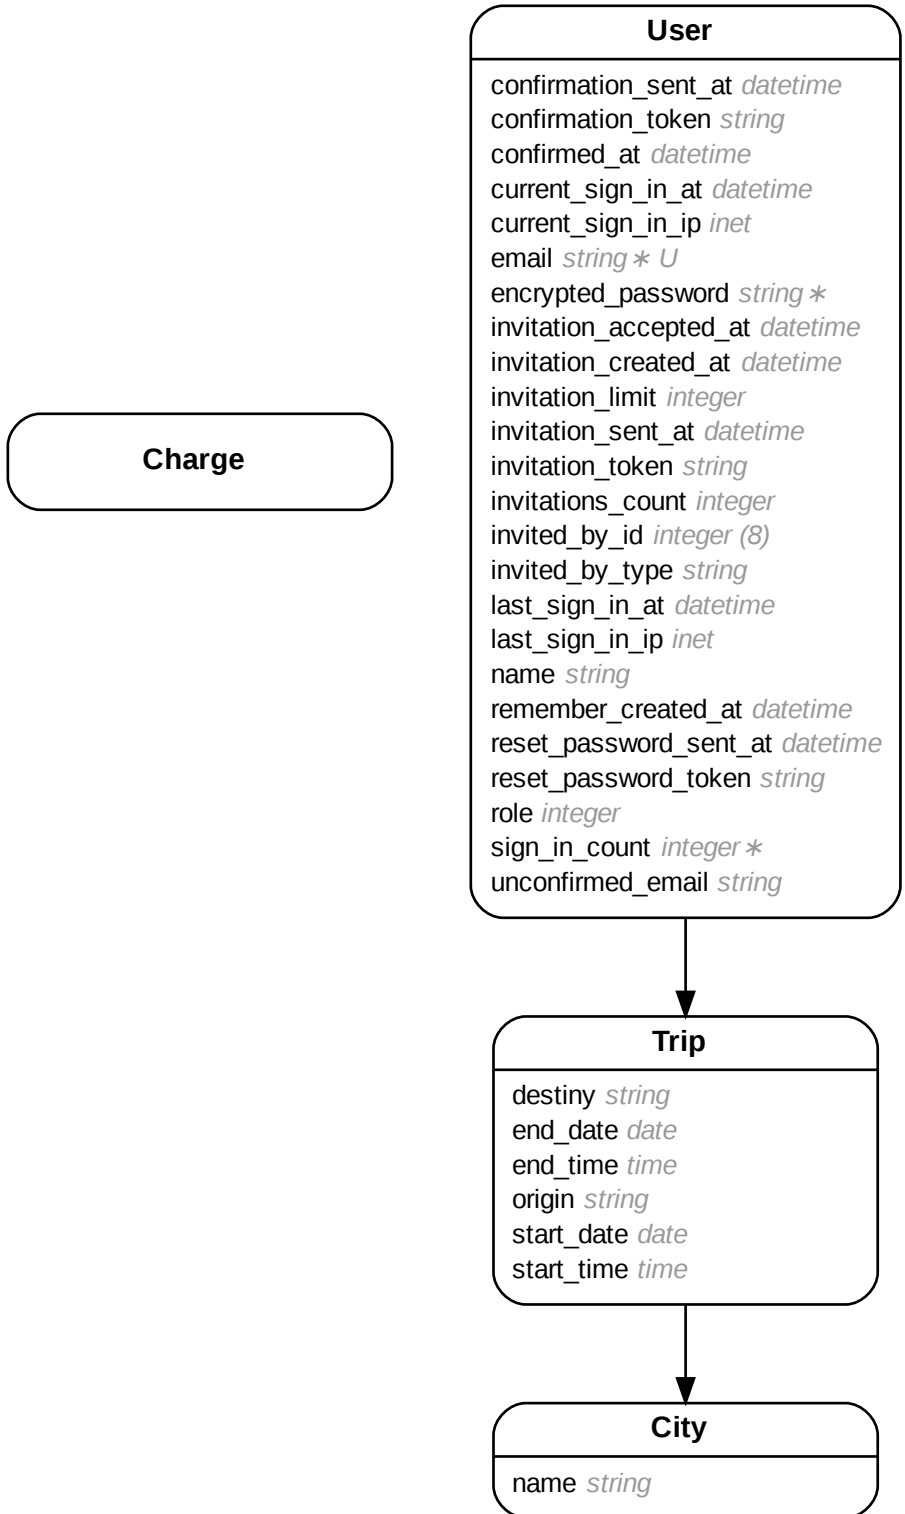 User
confirmation_sent_at datetime
confirmation_token string
confirmed_at datetime
current_sign_in_at datetime
current_sign_in_ip inet
email string∗ U
encrypted_password string∗
invitation_accepted_at datetime
invitation_created_at datetime
invitation_limit integer
invitation_sent_at datetime
invitation_token string
invitations_count integer
invited_by_id integer (8)
invited_by_type string
last_sign_in_at datetime
last_sign_in_ip inet
name string
remember_created_at datetime
reset_password_sent_at datetime
reset_password_token string
role integer
sign_in_count integer∗
unconfirmed_email string
Charge
Trip
destiny string
end_date date
end_time time
origin string
start_date date
start_time time
City
name string